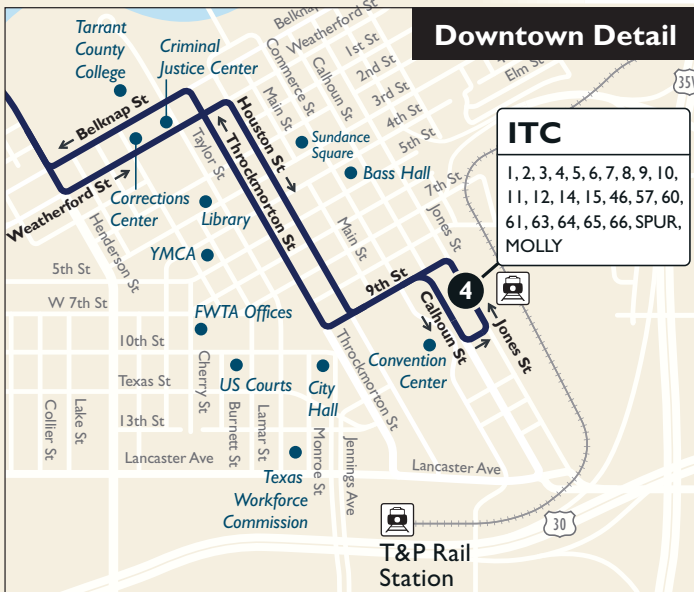 Downtown Detail
Tarrant
County
College
Criminal
Justice Center
Belknap
Weatherford St
1st St
2nd St
3rd St
4th St
5th St
Elm St
35W
Commerce St
Calhoun St
Main St
Belknap St
Houston St
Throckmorton St
Taylor St
Sundance
Square
Bass Hall
7th St
Jones St
ITC
1, 2, 3, 4, 5, 6, 7, 8, 9, 10,
11, 12, 14, 15, 46, 57, 60,
61, 63, 64, 65, 66, SPUR,
MOLLY
Weatherford St
Corrections
Center
Library
Henderson St
YMCA
Main St
5th St
W 7th St
9th St
4
Calhoun St
Jones St
FWTA Offices
10th St
Convention
Center
Throckmorton St
US Courts
City
Hall
Texas St
Cherry St
Burnett St
Lamar St
Monroe St
Jennings Ave
Collier St
Lake St
13th St
Lancaster Ave
Lancaster Ave
Texas
Workforce
Commission
30
T&P Rail
Station